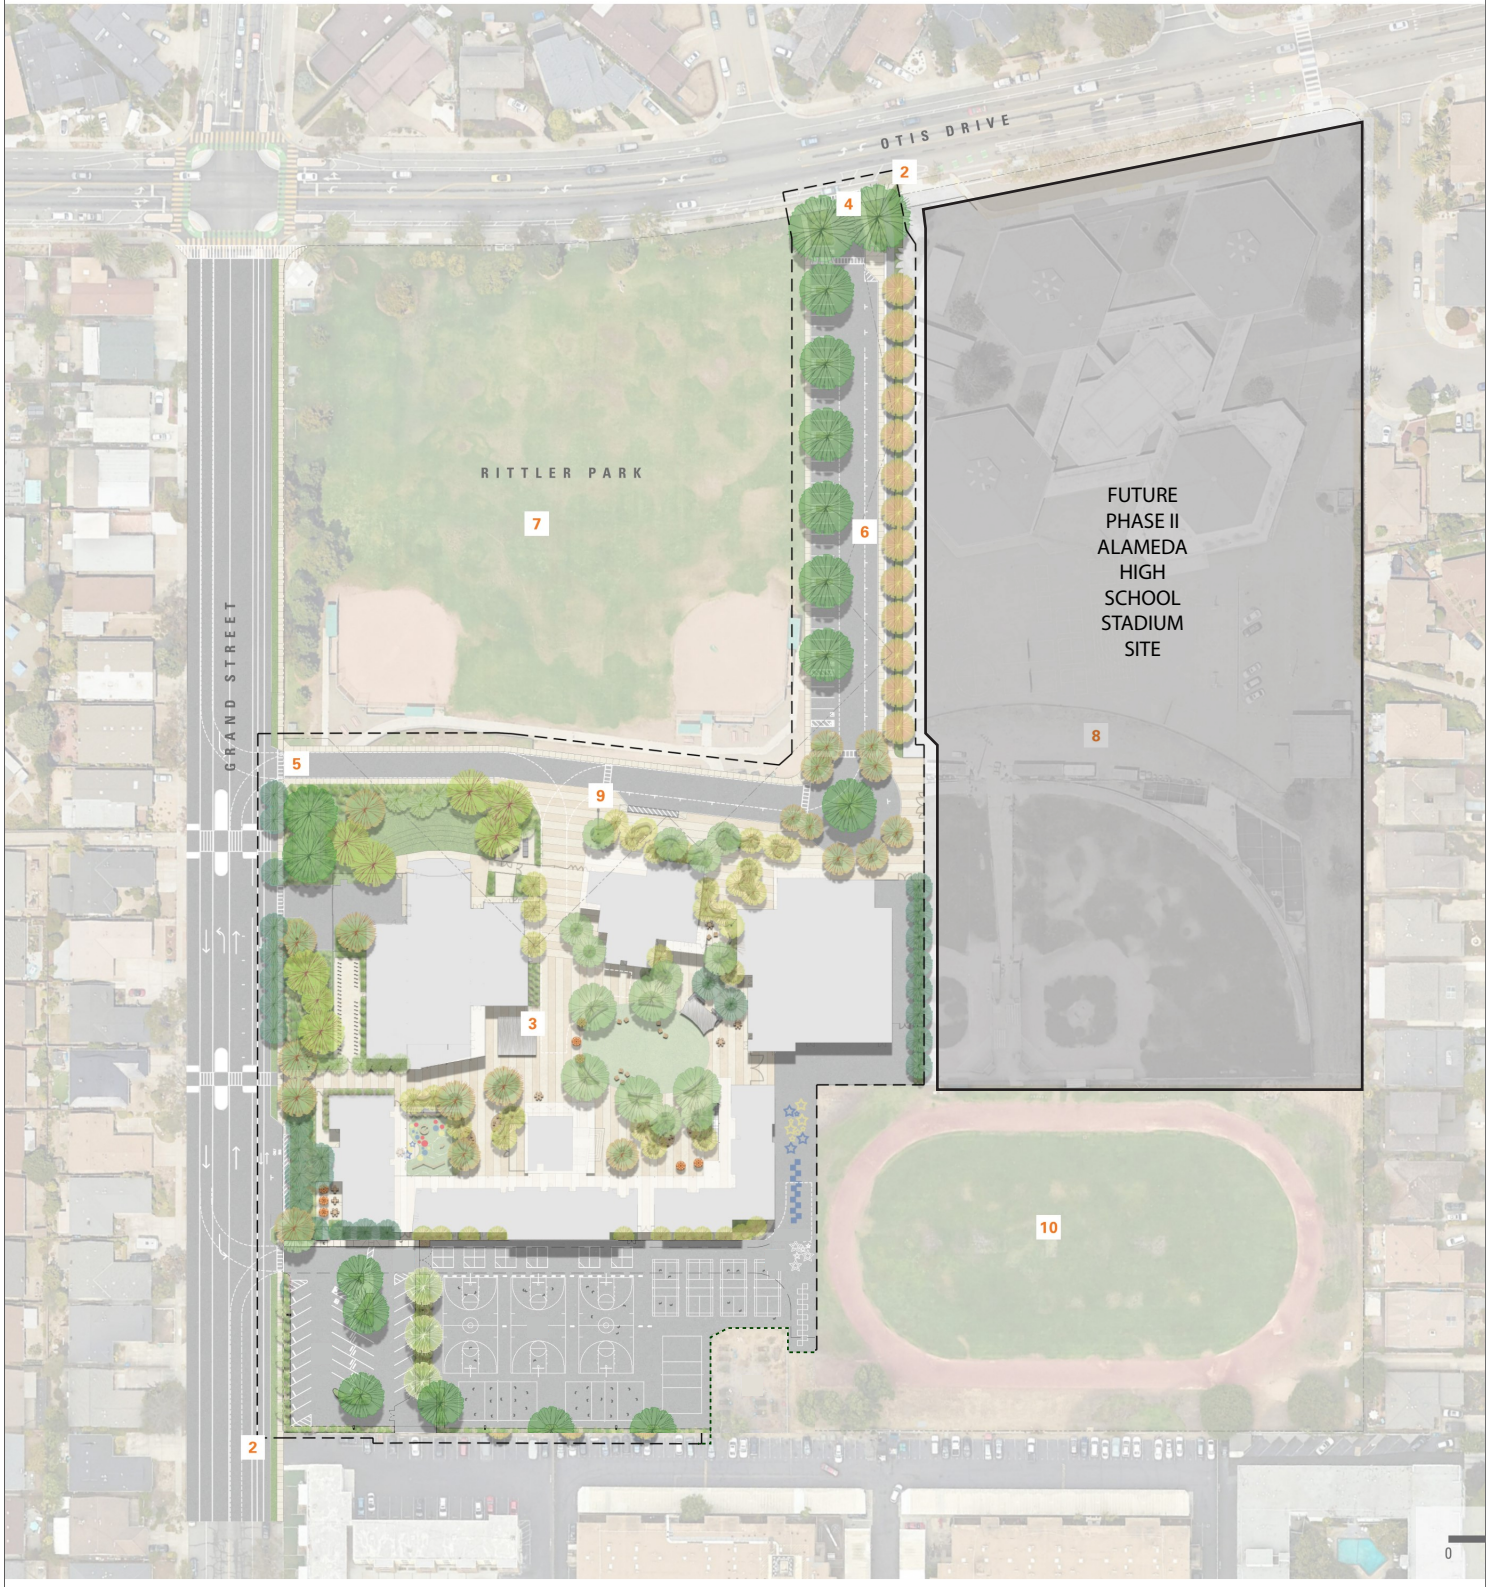 OTIS DRIVE
2
4
RITTLER PARK
7
6
FUTURE
PHASE II
ALAMEDA
HIGH
SCHOOL
STADIUM
SITE
GRAND STREET
8
5
9
3
10
2
0